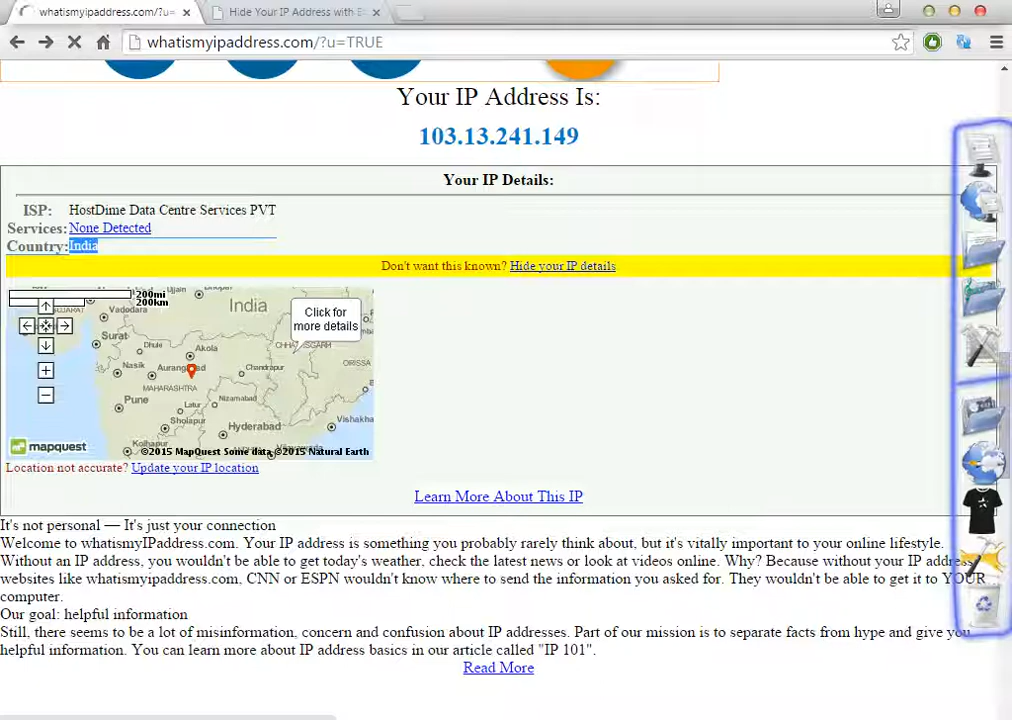 whatismyipaddress.com/?u=
Hide Your IP Address with E
whatismyipaddress.com/?u=TRUE
Your IP Address Is:
103.13.241.149
Your IP Details:
ISP: HostDime Data Centre Services PVT
Services: None Detected
Country: India
Don't want this known? Hide your IP details
200mi
200km
Ujjain
India
Click for
more details
GUJARAT
Vadodara
Surat
Dhule
Akola
CHH
SGARH
Nasik
Aurang
ad
Chandrapur
ORISSA
MAHARASHTRA
Pune
Latur
Nizamabad
Sholapur
Hyderabad
Vishakha
Kolhapur
mapquest
©2015 MapQuest Some data ©2015 Natural Earth
Location not accurate? Update your IP location
Learn More About This IP
It's not personal — It's just your connection
Welcome to whatismyIPaddress.com. Your IP address is something you probably rarely think about, but it's vitally important to your online lifestyle.
Without an IP address, you wouldn't be able to get today's weather, check the latest news or look at videos online. Why? Because without your IP address
websites like whatismyipaddress.com, CNN or ESPN wouldn't know where to send the information you asked for. They wouldn't be able to get it to YOUR
computer.
Our goal: helpful information
Still, there seems to be a lot of misinformation, concern and confusion about IP addresses. Part of our mission is to separate facts from hype and give you
helpful information. You can learn more about IP address basics in our article called "IP 101".
Read More